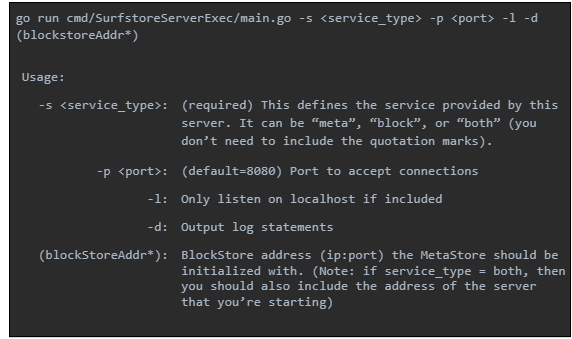 go run cmd/SurfstoreServerExec/main.go -s <service_type> -p <port> -l -d
(blockstoreAddr*)
Usage:
-s <service_type>: (required) This defines the service provided by this
server. It can be “meta”, “block”, or “both” (you
don’t need to include the quotation marks).
-p <port>: (default=8080) Port to accept connections
-l: Only listen on localhost if included
-d: Output log statements
(blockStoreAddr*): BlockStore address (ip:port) the MetaStore should be
initialized with. (Note: if service_type = both, then
you should also include the address of the server
that you’re starting)